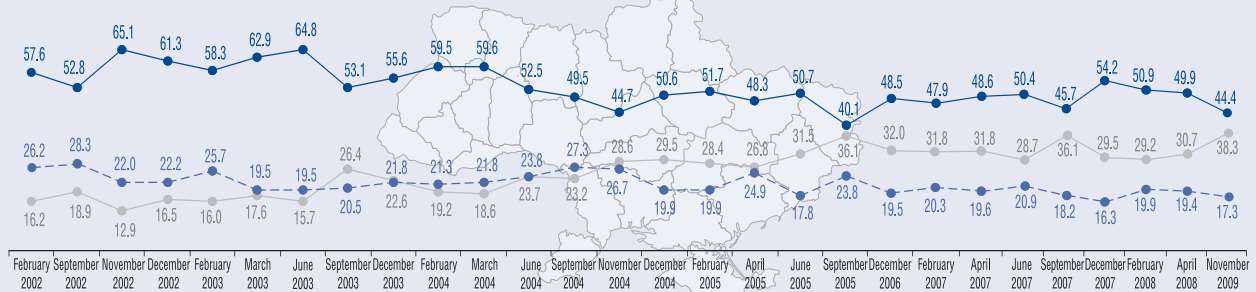 57.6 52.8 65.1 61.3 58.3 62.9 64.8 53.1 55.6 59.5 59.6 52.5 49.5 44.7 50.6 51.7 48.3 50.7 40.1 48.5 47.9 48.6 50.4 45.7 54.2 50.9 49.9 44.4
26.2 28.3 22.0 22.2 25.7 19.5 19.5 20.5 21.8 21.3 21.8 23.8 27.3 26.7 19.9 19.9 24.9 17.8 23.8 19.5 20.3 19.6 20.9 18.2 16.3 19.9 19.4 17.3
16.2 18.9 12.9 16.5 16.0 17.6 15.7 26.4 22.6 19.2 18.6 23.7 23.2 28.6 29.5 28.4 26.8 31.5 36.1 32.0 31.8 31.8 28.7 36.1 29.5 29.2 30.7 38.3
February September November December February March June September December February March June September November December February April June September December February April June September December February April November
2002 2002 2002 2002 2003 2003 2003 2003 2003 2004 2004 2004 2004 2004 2004 2005 2005 2005 2005 2006 2007 2007 2007 2007 2007 2008 2008 2009